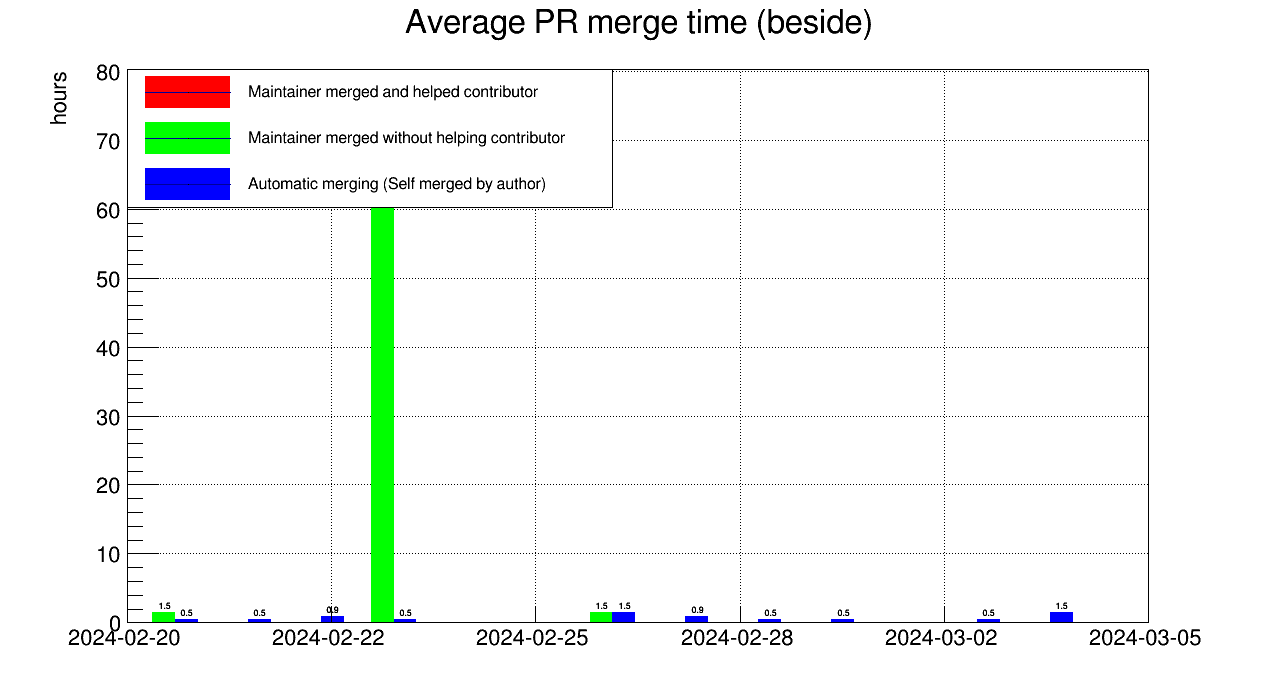 Average PR merge time (beside)
hours
80
70
60
50
40
30
20
10
0
Maintainer merged and helped contributor
Maintainer merged without helping contributor
Automatic merging (Self merged by author)
1.5 0.5 0.5 0.9 0.5 1.5 1.5 0.9 0.5 0.5 0.5 1.5
2024-02-20 2024-02-22 2024-02-25 2024-02-28 2024-03-02 2024-03-05